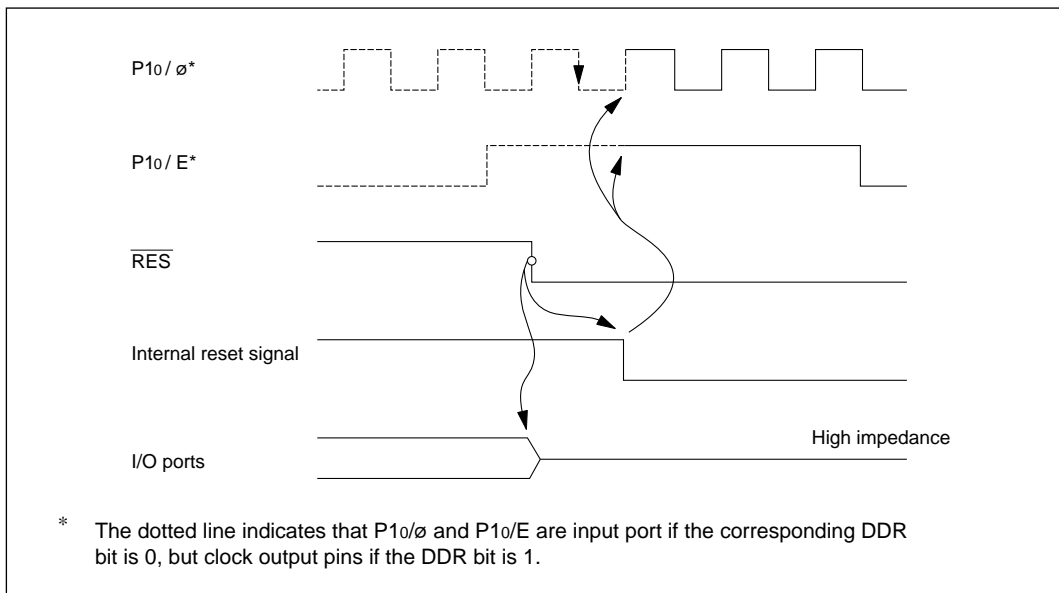 P10 / ø*
P10 / E*
RES
Internal reset signal
High impedance
I/O ports
* The dotted line indicates that P10/ø and P10/E are input port if the corresponding DDR
bit is 0, but clock output pins if the DDR bit is 1.